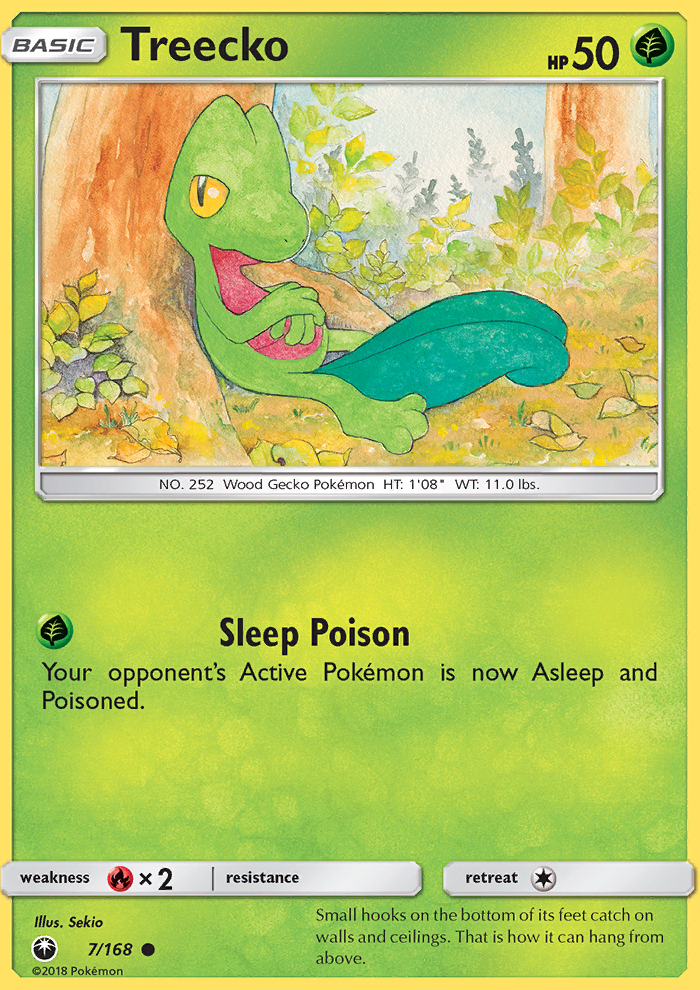 BASIC Treecko HP 50
NO. 252 Wood Gecko Pokémon HT: 1'08" WT: 11.0 lbs.
Sleep Poison
Your opponent's Active Pokémon is now Asleep and
Poisoned.
weakness × 2 resistance retreat
Illus. Sekio
7/168
©2018 Pokémon
Small hooks on the bottom of its feet catch on
walls and ceilings. That is how it can hang from
above.